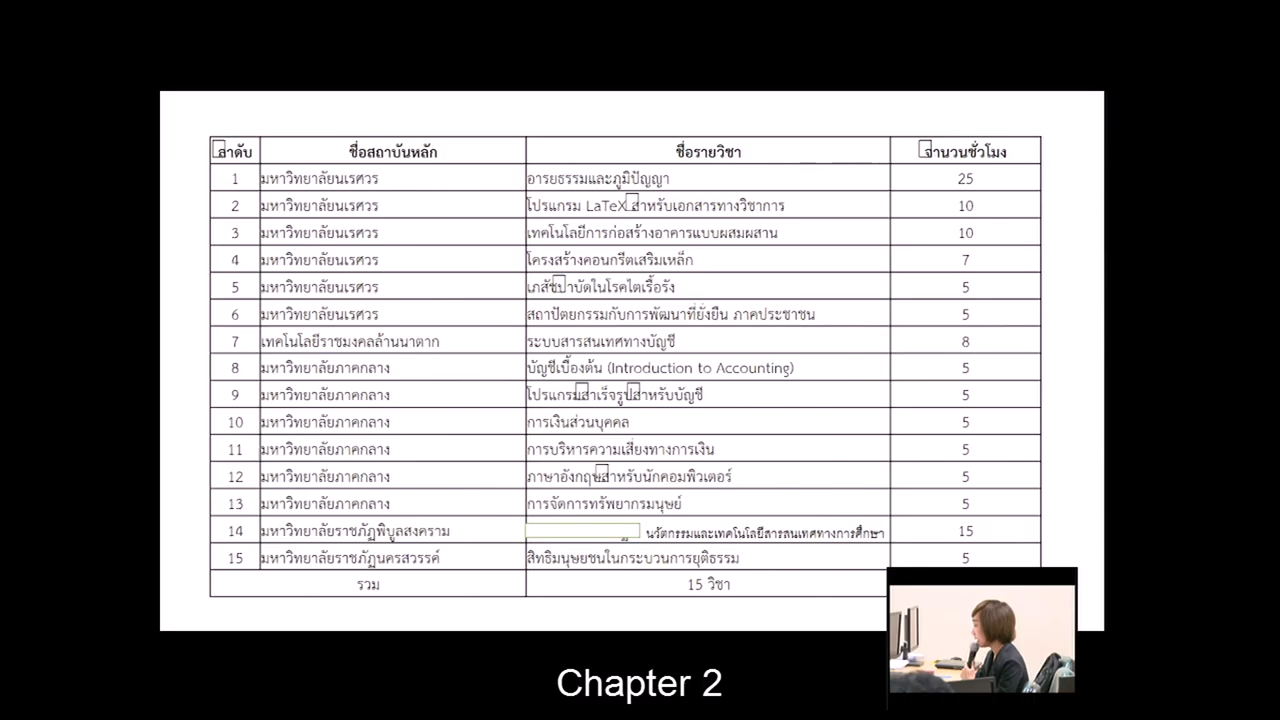 ลำดับ ชื่อสถาบันหลัก ชื่อรายวิชา จำนวนชั่วโมง
1 มหาวิทยาลัยนเรศวร อารยธรรมและภูมิปัญญา 25
2 มหาวิทยาลัยนเรศวร โปรแกรม LaTeX สำหรับเอกสารทางวิชาการ 10
3 มหาวิทยาลัยนเรศวร เทคโนโลยีการก่อสร้างอาคารแบบผสมผสาน 10
4 มหาวิทยาลัยนเรศวร โครงสร้างคอนกรีตเสริมเหล็ก 7
5 มหาวิทยาลัยนเรศวร เภสัชบำบัดในโรคไตเรื้อรัง 5
6 มหาวิทยาลัยนเรศวร สถาปัตยกรรมกับการพัฒนาที่ยั่งยืน ภาคประชาชน 5
7 เทคโนโลยีราชมงคลล้านนาตาก ระบบสารสนเทศทางบัญชี 8
8 มหาวิทยาลัยภาคกลาง บัญชีเบื้องต้น (Introduction to Accounting) 5
9 มหาวิทยาลัยภาคกลาง โปรแกรมสำเร็จรูปสำหรับบัญชี 5
10 มหาวิทยาลัยภาคกลาง การเงินส่วนบุคคล 5
11 มหาวิทยาลัยภาคกลาง การบริหารความเสี่ยงทางการเงิน 5
12 มหาวิทยาลัยภาคกลาง ภาษาอังกฤษสำหรับนักคอมพิวเตอร์ 5
13 มหาวิทยาลัยภาคกลาง การจัดการทรัพยากรมนุษย์ 5
14 มหาวิทยาลัยราชภัฏพิบูลสงคราม นวัตกรรมและเทคโนโลยีสารสนเทศทางการศึกษา 15
15 มหาวิทยาลัยราชภัฏนครสวรรค์ สิทธิมนุษยชนในกระบวนการยุติธรรม 5
รวม 15 วิชา
Chapter 2